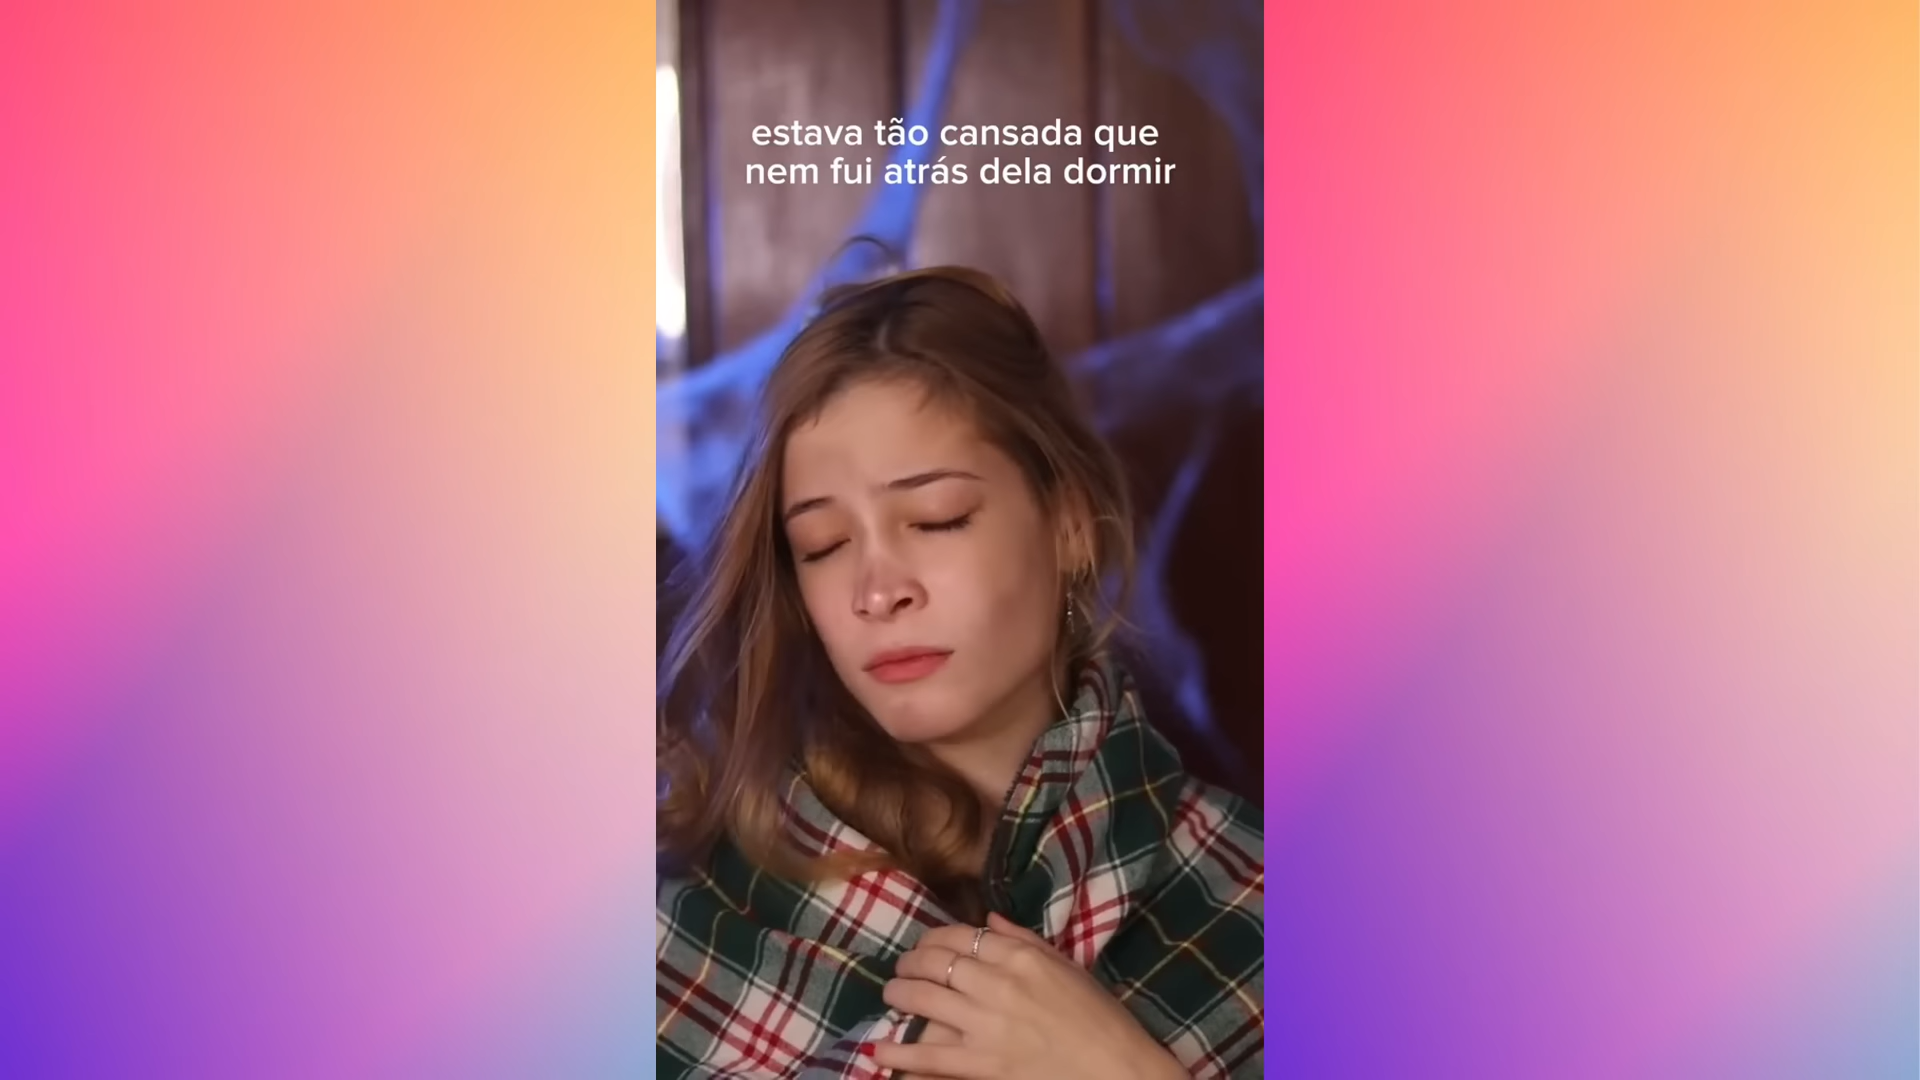 estava tão cansada que
nem fui atrás dela dormir